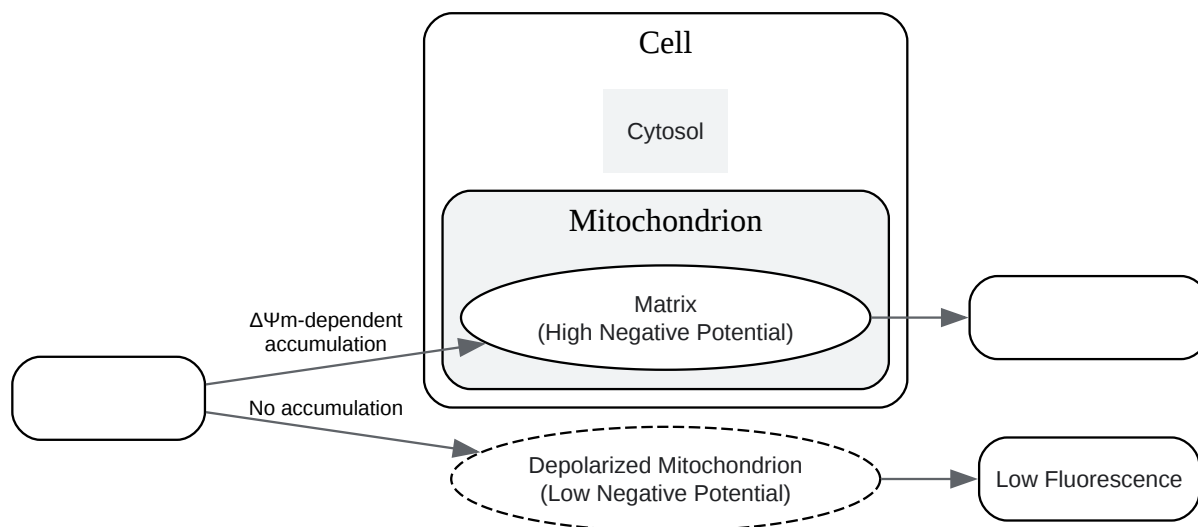 Cell
Cytosol
Mitochondrion
Matrix
(High Negative Potential)
ΔΨm-dependent
accumulation
No accumulation
Depolarized Mitochondrion
(Low Negative Potential)
Low Fluorescence